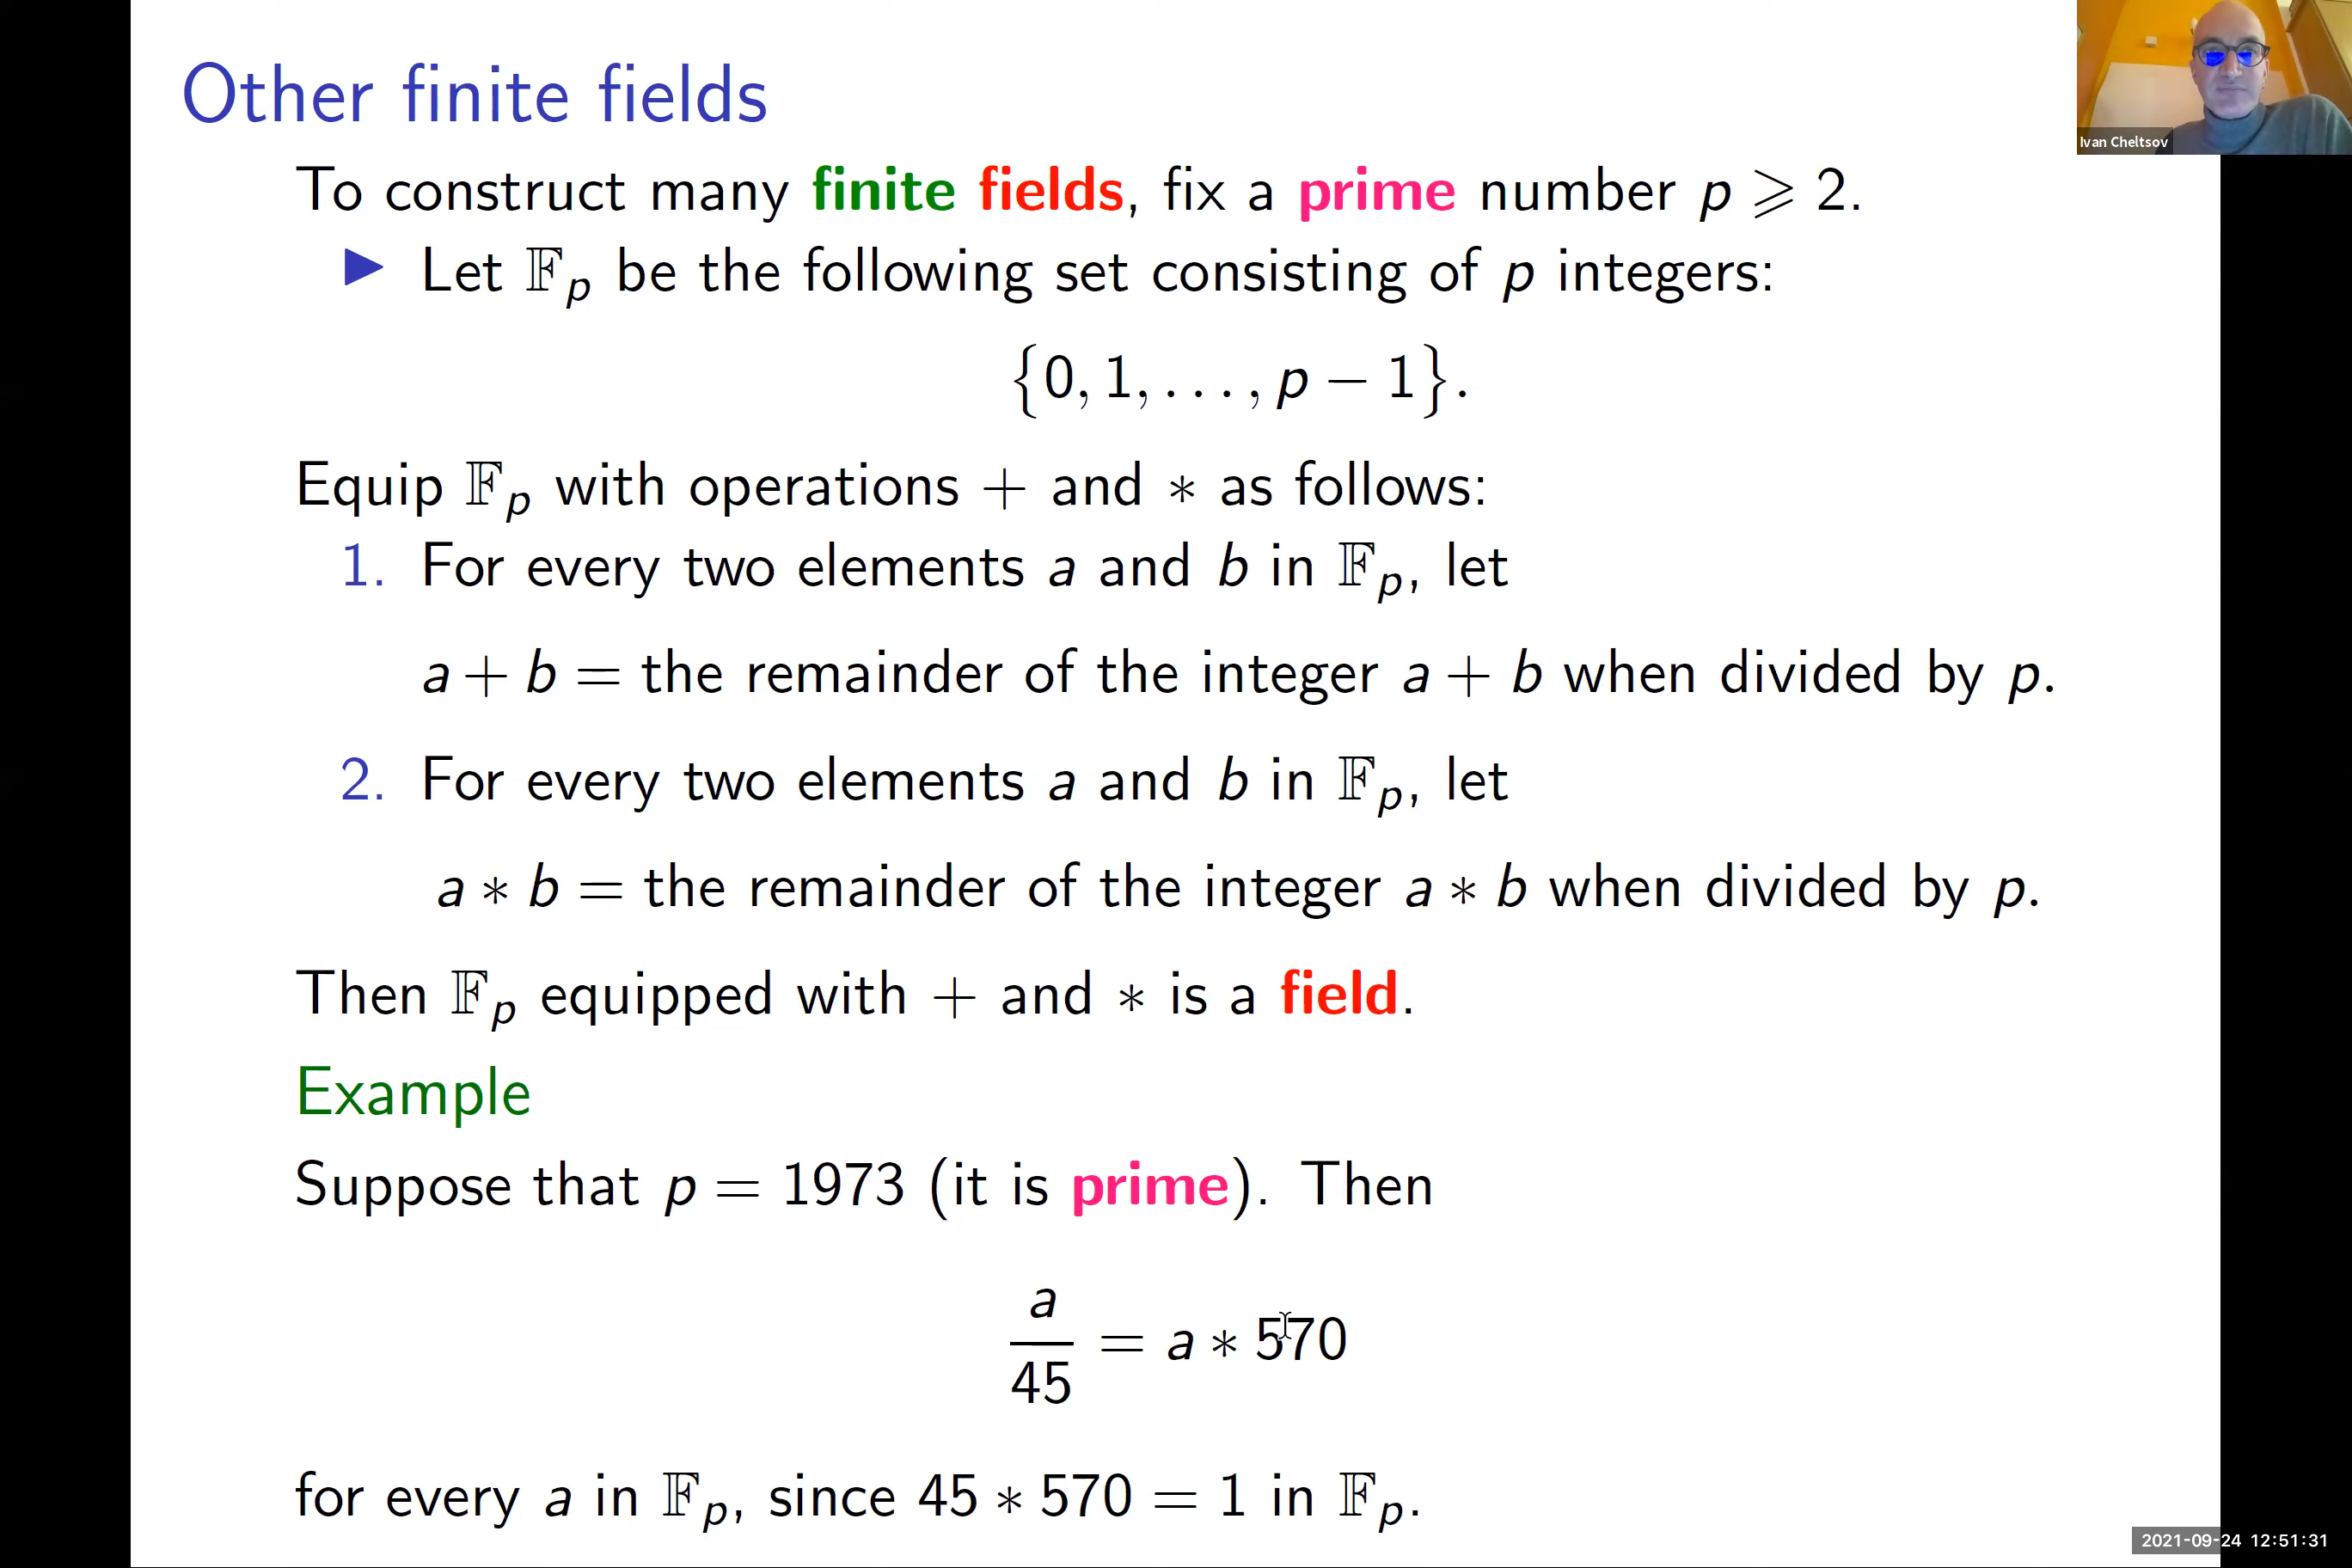 Other finite fields
Ivan Cheltsov
To construct many finite fields, fix a prime number p ⩾ 2.
▶ Let 𝔽ₚ be the following set consisting of p integers:
{0, 1, . . . , p − 1}.
Equip 𝔽ₚ with operations + and ∗ as follows:
1. For every two elements a and b in 𝔽ₚ, let
a + b = the remainder of the integer a + b when divided by p.
2. For every two elements a and b in 𝔽ₚ, let
a ∗ b = the remainder of the integer a ∗ b when divided by p.
Then 𝔽ₚ equipped with + and ∗ is a field.
Example
Suppose that p = 1973 (it is prime). Then
a/45 = a ∗ 570
for every a in 𝔽ₚ, since 45 ∗ 570 = 1 in 𝔽ₚ.
2021-09-24 12:51:31